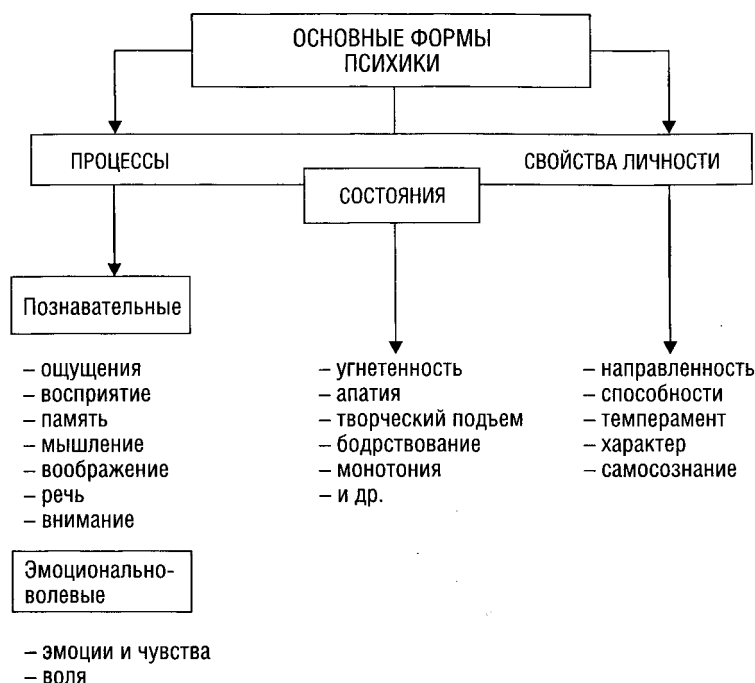 ОСНОВНЫЕ ФОРМЫ
ПСИХИКИ
ПРОЦЕССЫ
СВОЙСТВА ЛИЧНОСТИ
СОСТОЯНИЯ
Познавательные
– ощущения
– восприятие
– память
– мышление
– воображение
– речь
– внимание
Эмоционально-
волевые
– эмоции и чувства
– воля
– угнетенность
– апатия
– творческий подъем
– бодрствование
– монотония
– и др.
– направленность
– способности
– темперамент
– характер
– самосознание